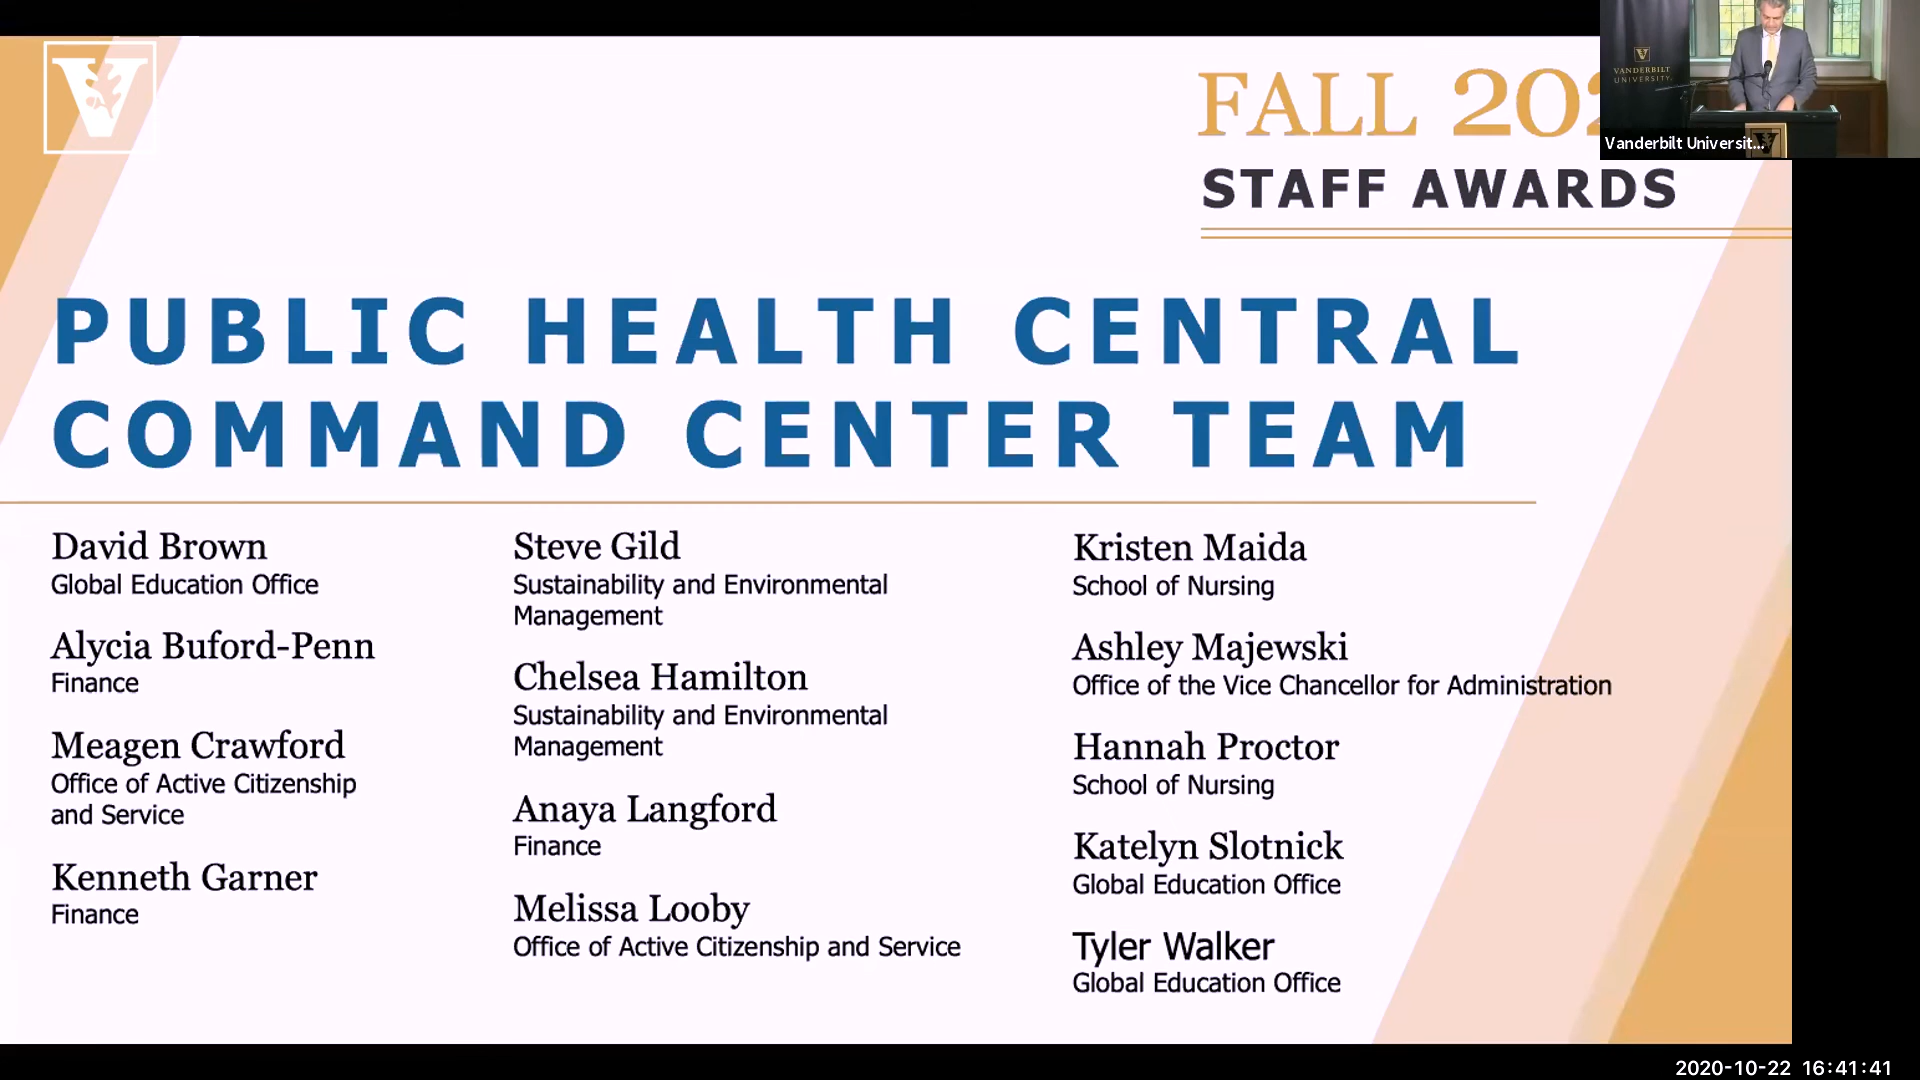 V
FALL
STAFF AWARDS
VANDERBILT
UNIVERSITY
Vanderbilt Universit...
PUBLIC HEALTH CENTRAL
COMMAND CENTER TEAM
David Brown
Global Education Office
Alycia Buford-Penn
Finance
Meagen Crawford
Office of Active Citizenship
and Service
Kenneth Garner
Finance
Steve Gild
Sustainability and Environmental
Management
Chelsea Hamilton
Sustainability and Environmental
Management
Anaya Langford
Finance
Melissa Looby
Office of Active Citizenship and Service
Kristen Maida
School of Nursing
Ashley Majewski
Office of the Vice Chancellor for Administration
Hannah Proctor
School of Nursing
Katelyn Slotnick
Global Education Office
Tyler Walker
Global Education Office
2020-10-22 16:41:41